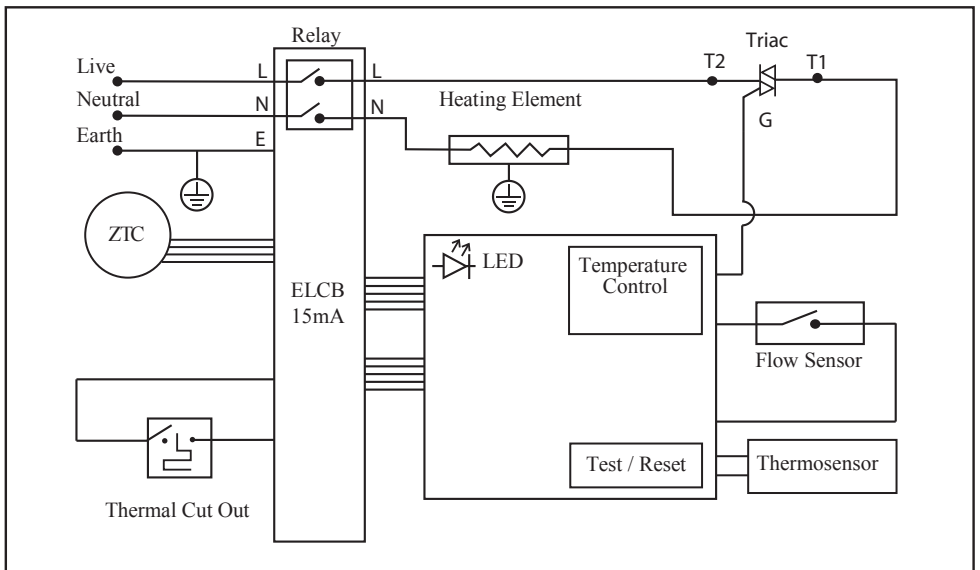 Relay
Live
L
L
Neutral
N
N
Earth
E
T2
Triac
T1
G
Heating Element
ZTC
ELCB
15mA
LED
Temperature
Control
Flow Sensor
Test / Reset
Thermosensor
Thermal Cut Out